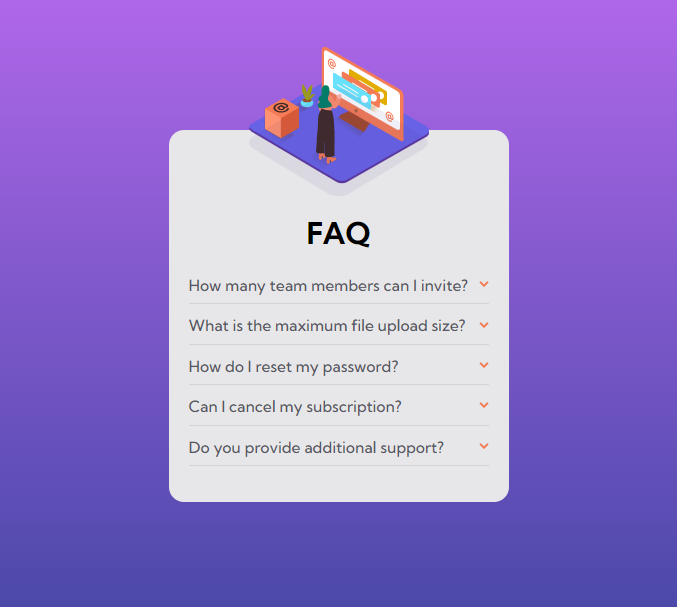 FAQ
How many team members can I invite?
What is the maximum file upload size?
How do I reset my password?
Can I cancel my subscription?
Do you provide additional support?